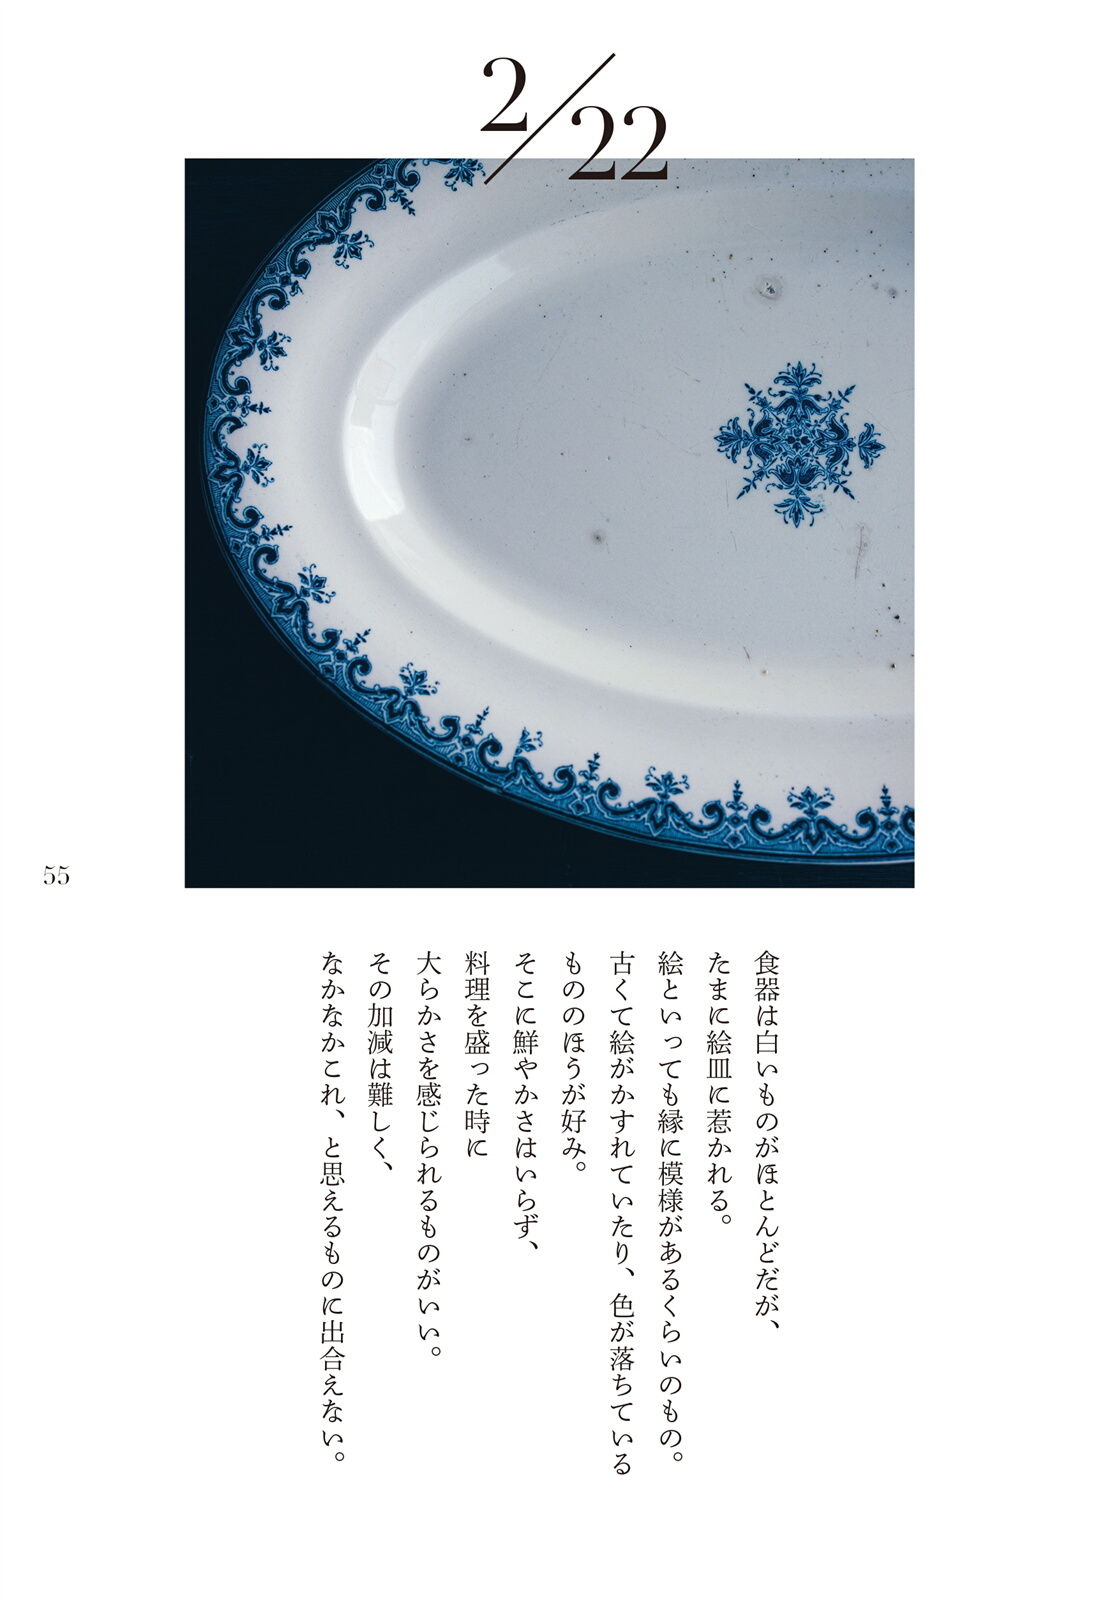 2/22
食器は白いものがほとんどだが、
たまに絵皿に惹かれる。
絵といっても縁に模様があるくらいのもの。
古くて絵がかすれていたり、色が落ちている
もののほうが好み。
そこに鮮やかさはいらず、
料理を盛った時に
大らかさを感じられるものがいい。
その加減は難しく、
なかなかこれ、と思えるものに出合えない。
55